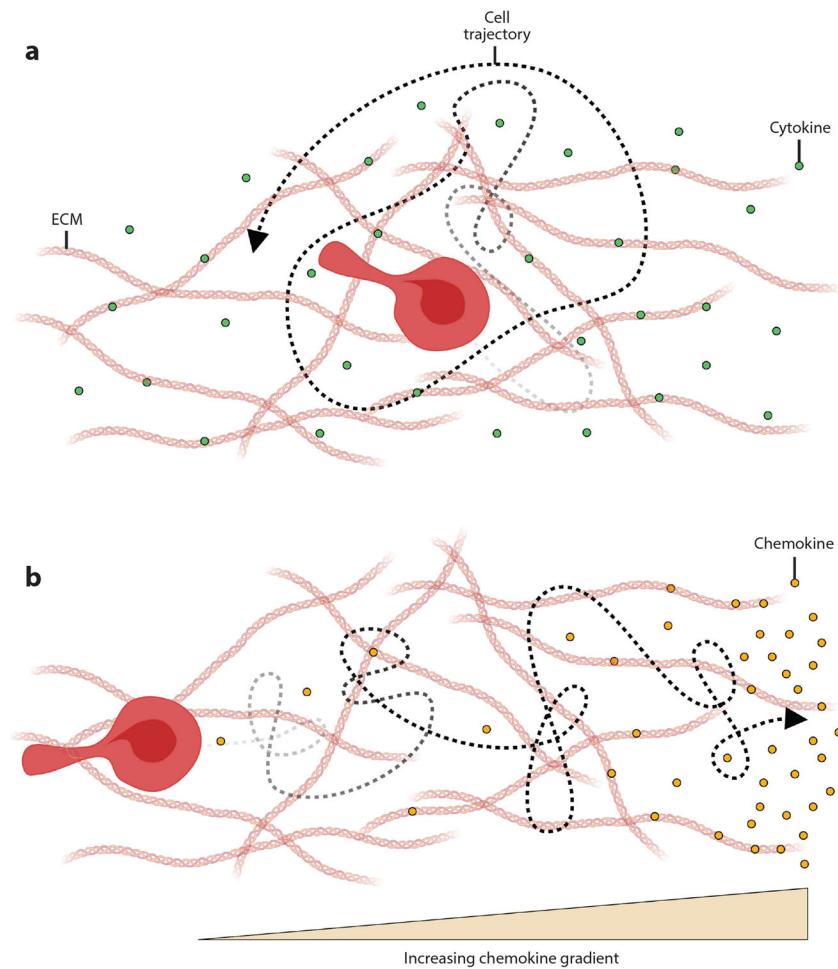 a
Cell
trajectory
Cytokine
ECM
b
Chemokine
Increasing chemokine gradient